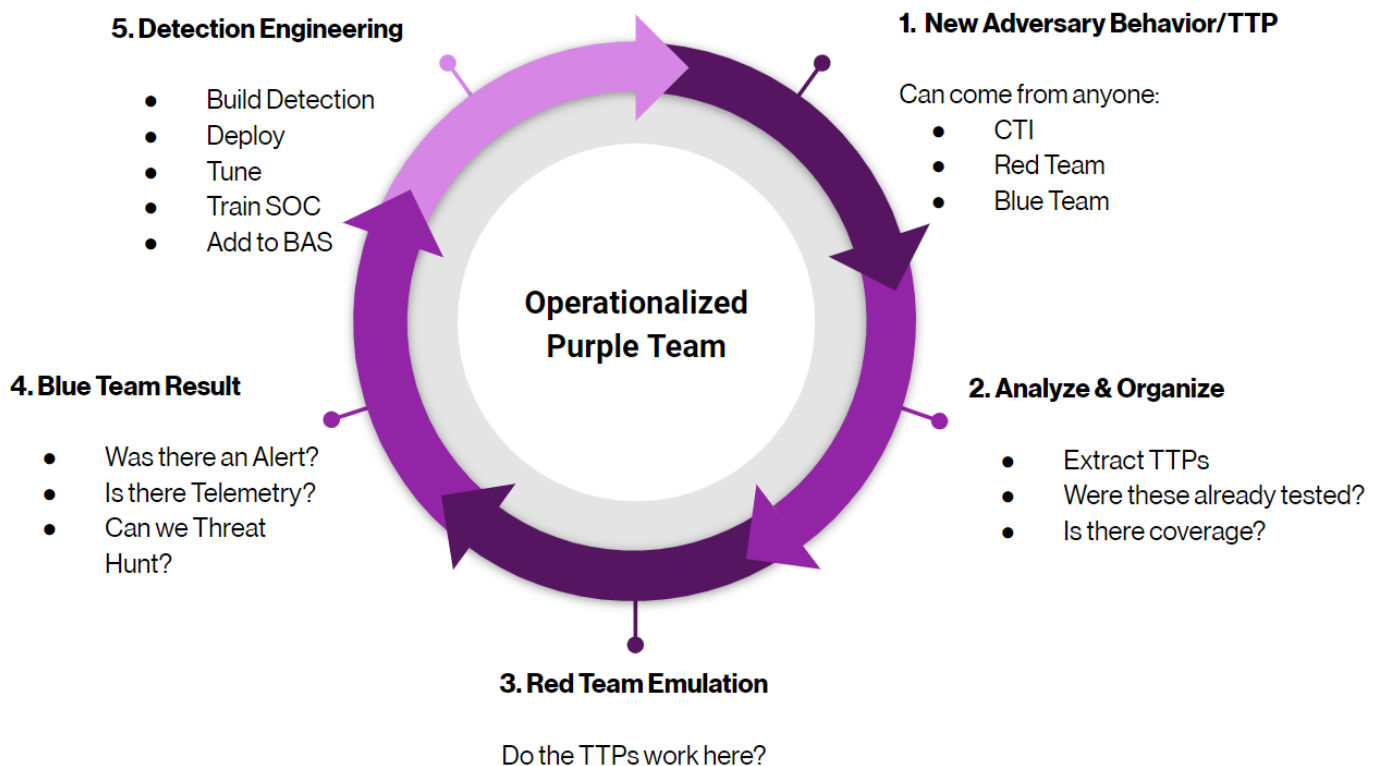 5. Detection Engineering
● Build Detection
● Deploy
● Tune
● Train SOC
● Add to BAS
1. New Adversary Behavior/TTP
Can come from anyone:
● CTI
● Red Team
● Blue Team
Operationalized
Purple Team
4. Blue Team Result
● Was there an Alert?
● Is there Telemetry?
● Can we Threat
Hunt?
2. Analyze & Organize
● Extract TTPs
● Were these already tested?
● Is there coverage?
3. Red Team Emulation
Do the TTPs work here?